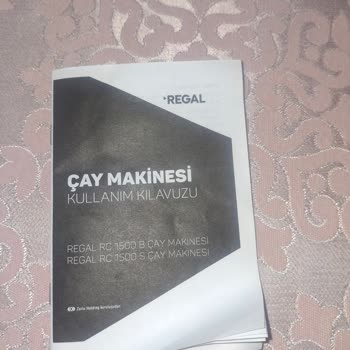 REGAL
ÇAY MAKİNESİ
KULLANIM KILAVUZU
REGAL RC 1500 B ÇAY MAKİNESİ
REGAL RC 1500 S ÇAY MAKİNESİ